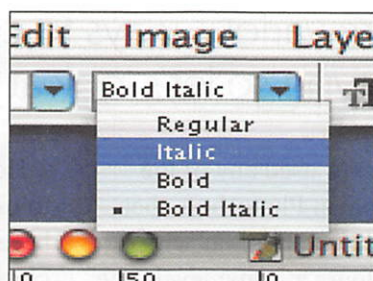 Edit Image Laye
Bold Italic T
Regular
Italic
Bold
Bold Italic
Untit
0 50 0